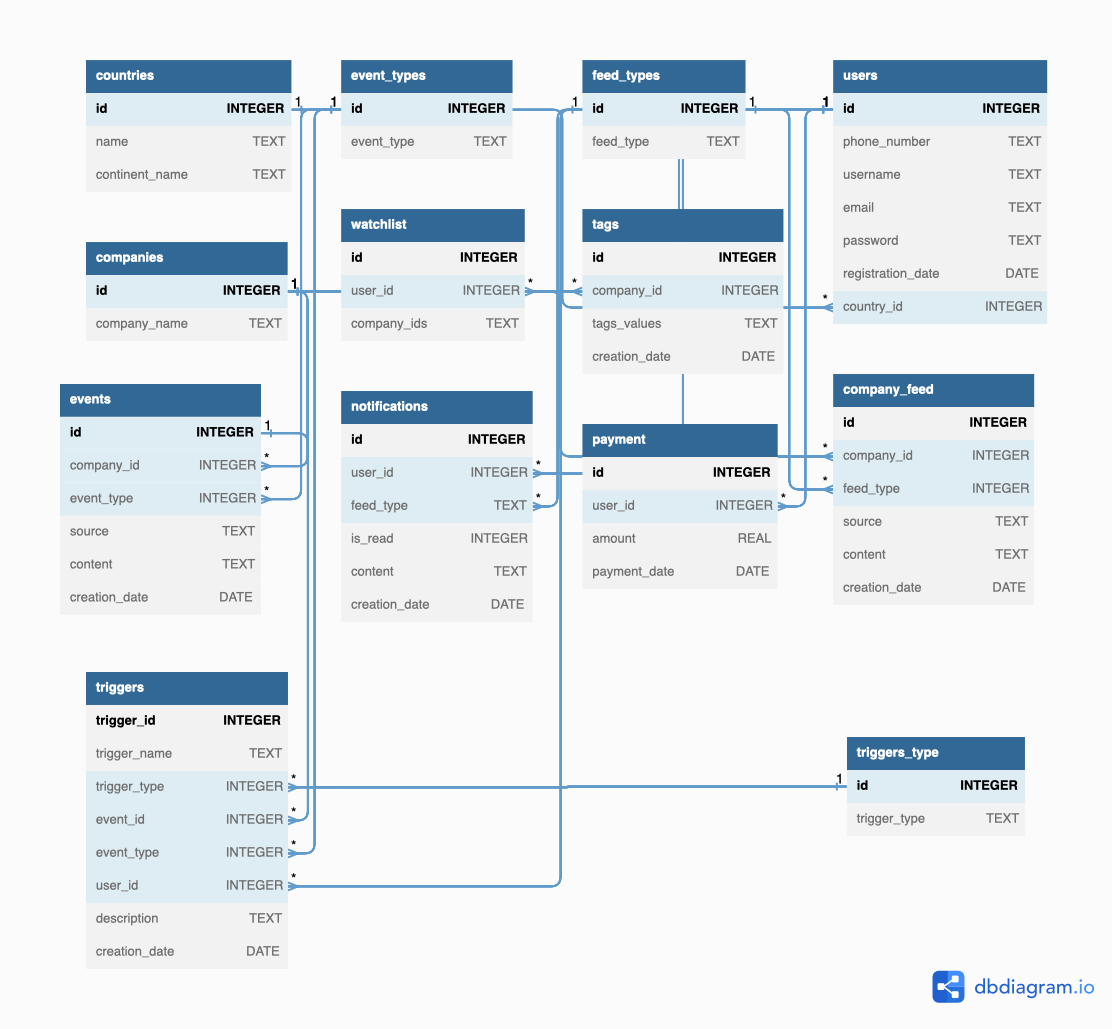 countries
id INTEGER
name TEXT
continent_name TEXT
event_types
id INTEGER
event_type TEXT
feed_types
id INTEGER
feed_type TEXT
users
id INTEGER
phone_number TEXT
username TEXT
email TEXT
password TEXT
registration_date DATE
country_id INTEGER
companies
id INTEGER
company_name TEXT
watchlist
id INTEGER
user_id INTEGER
company_ids TEXT
tags
id INTEGER
company_id INTEGER
tags_values TEXT
creation_date DATE
events
id INTEGER
company_id INTEGER
event_type INTEGER
source TEXT
content TEXT
creation_date DATE
notifications
id INTEGER
user_id INTEGER
feed_type TEXT
is_read INTEGER
content TEXT
creation_date DATE
payment
id INTEGER
user_id INTEGER
amount REAL
payment_date DATE
company_feed
id INTEGER
company_id INTEGER
feed_type INTEGER
source TEXT
content TEXT
creation_date DATE
triggers
trigger_id INTEGER
trigger_name TEXT
trigger_type INTEGER
event_id INTEGER
event_type INTEGER
user_id INTEGER
description TEXT
creation_date DATE
triggers_type
id INTEGER
trigger_type TEXT
1
1
1
1
1
1
1
1
*
*
*
*
*
*
*
*
*
*
*
*
*
*
dbdiagram.io